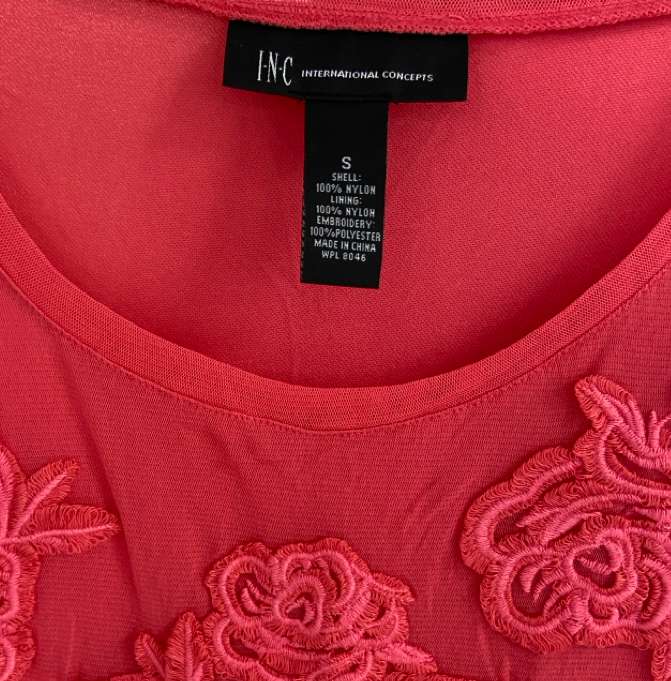 I·N·C INTERNATIONAL CONCEPTS
S
SHELL:
100% NYLON
LINING:
100% NYLON
EMBROIDERY:
100%POLYESTER
MADE IN CHINA
WPL 8046